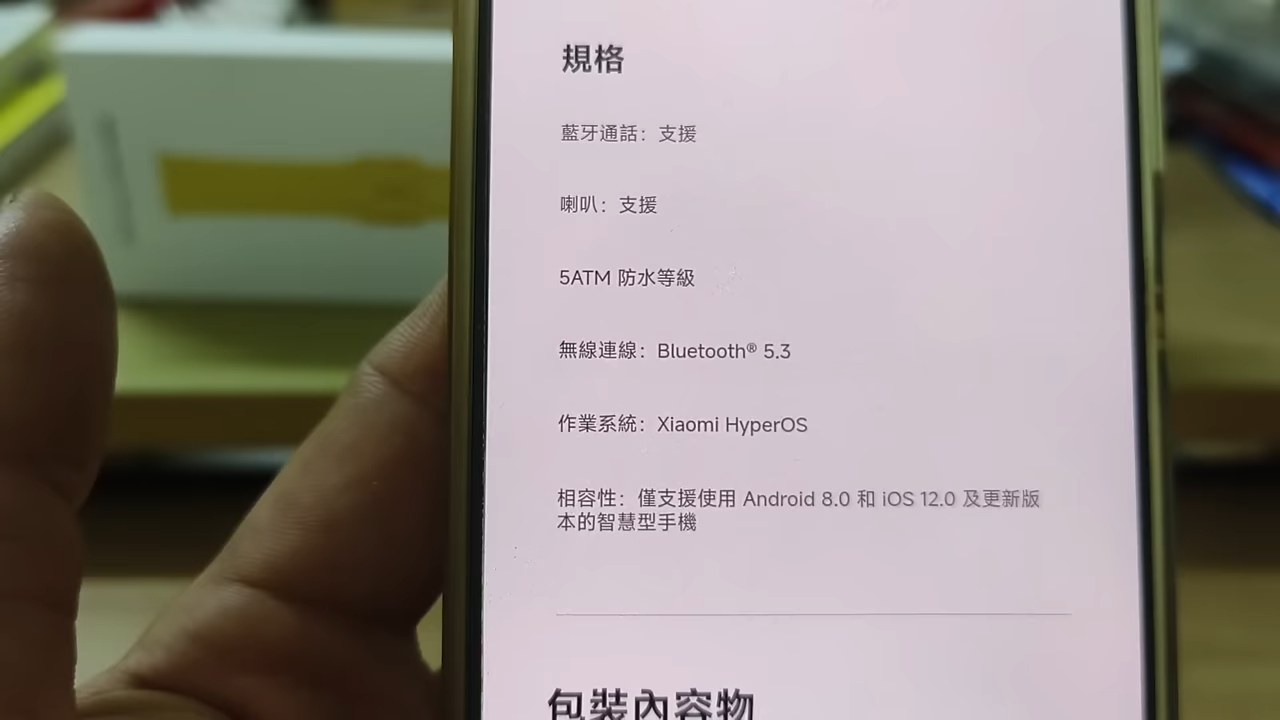 規格
藍牙通話：支援
喇叭：支援
5ATM 防水等級
無線連線：Bluetooth® 5.3
作業系統：Xiaomi HyperOS
相容性：僅支援使用 Android 8.0 和 iOS 12.0 及更新版
本的智慧型手機
包裝內容物